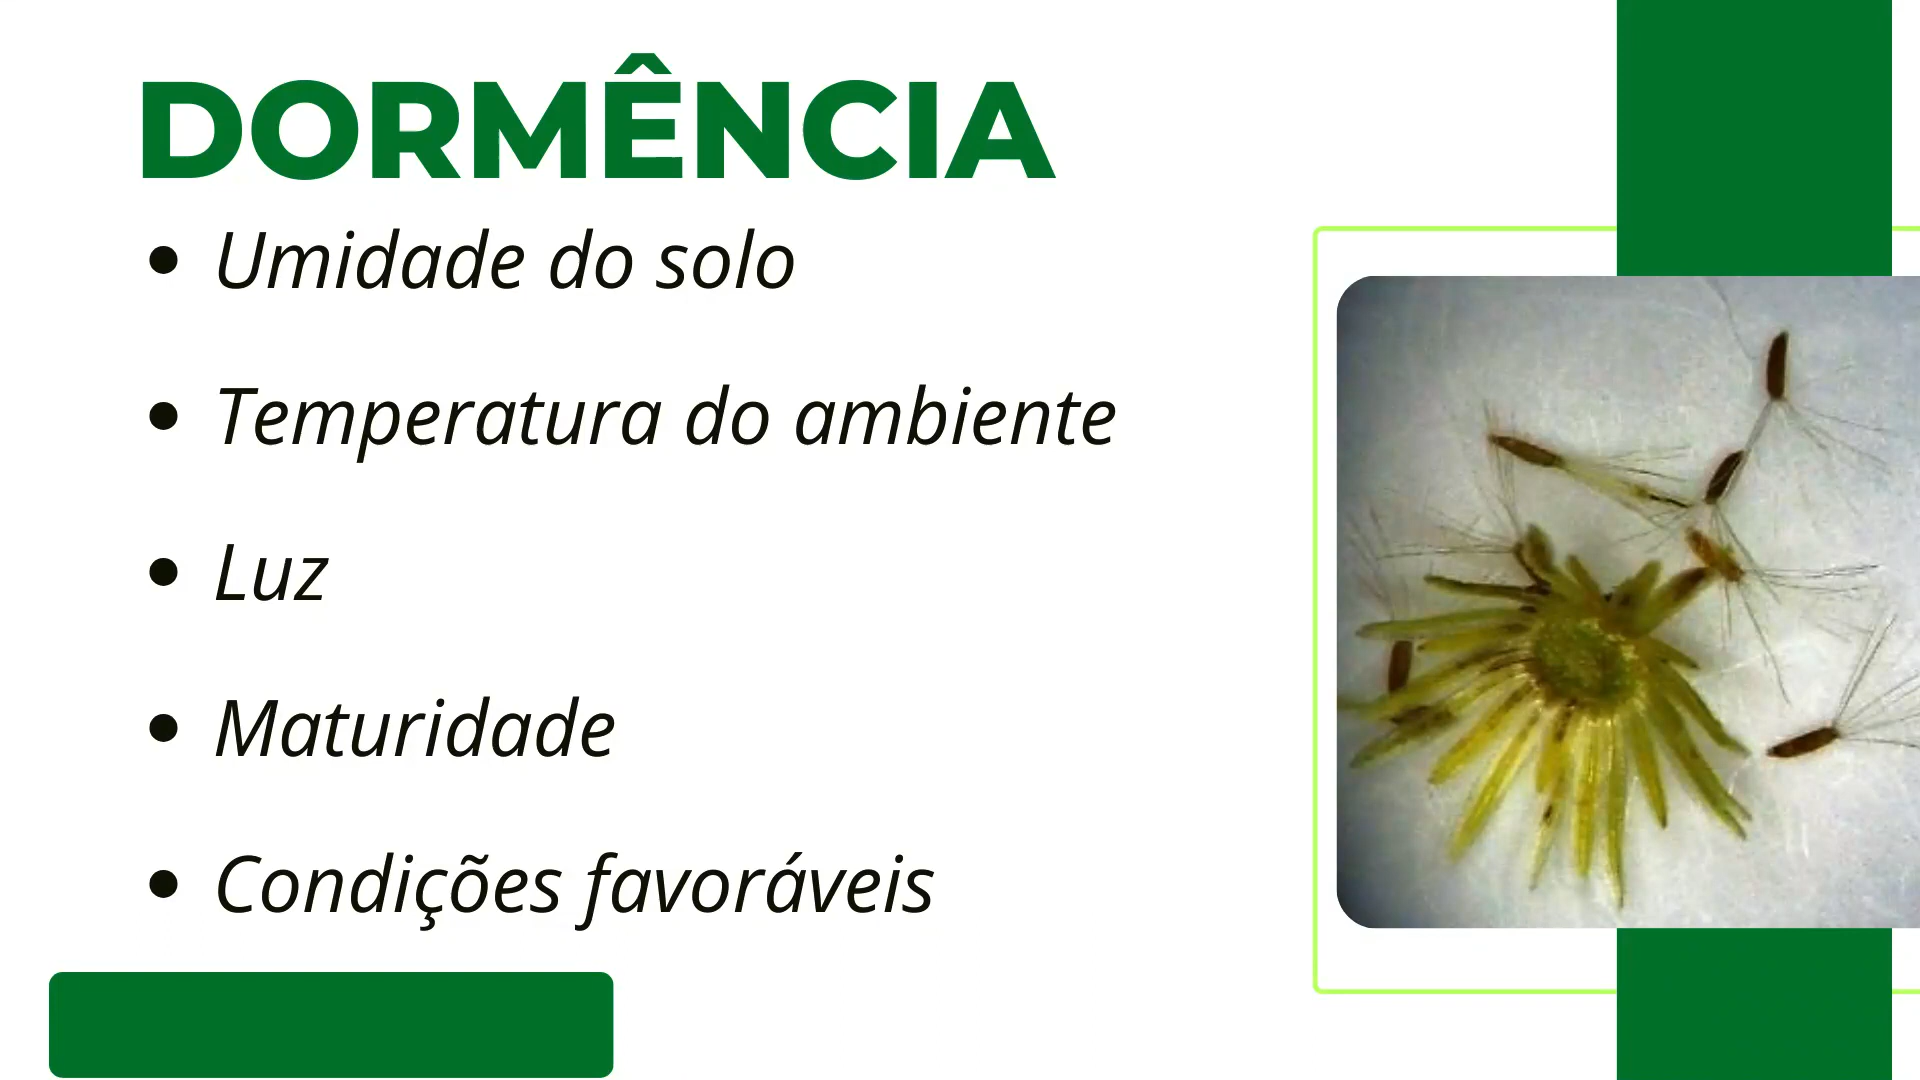 DORMÊNCIA
• Umidade do solo
• Temperatura do ambiente
• Luz
• Maturidade
• Condições favoráveis